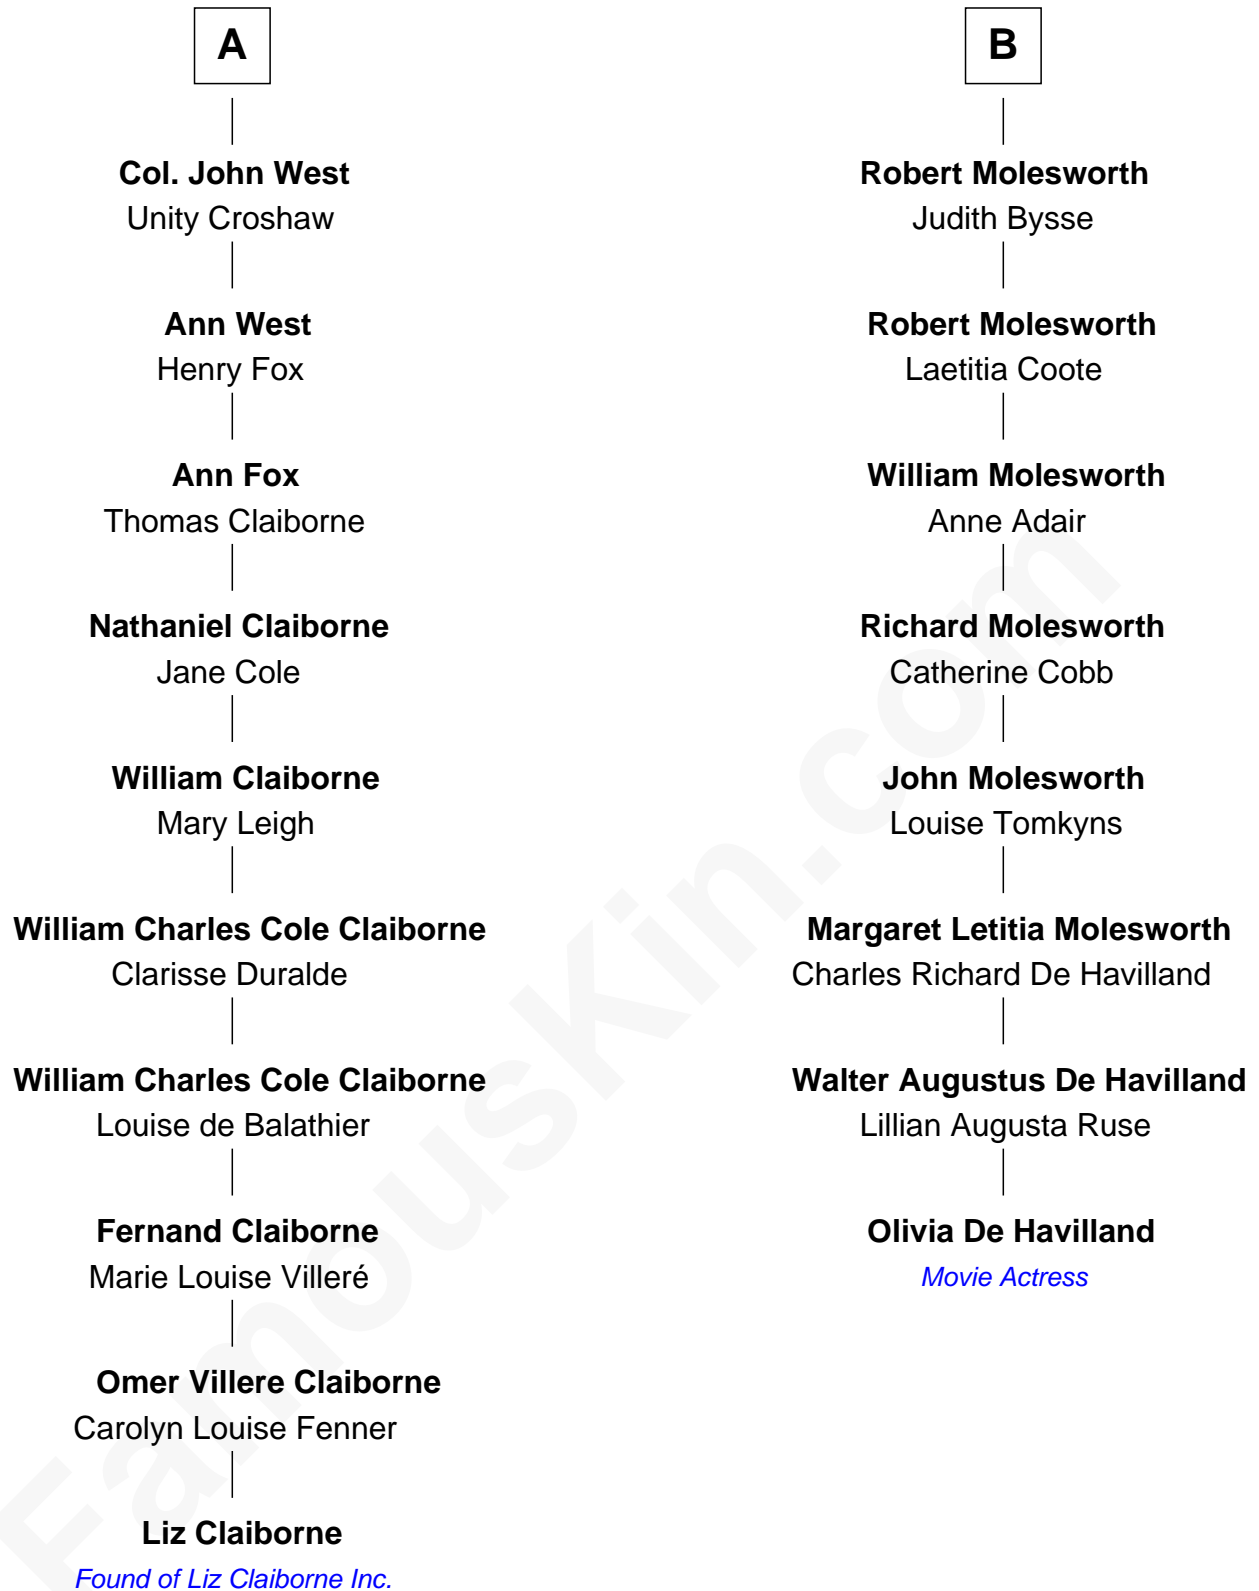 A
Col. John West
Unity Croshaw
Ann West
Henry Fox
Ann Fox
Thomas Claiborne
Nathaniel Claiborne
Jane Cole
William Claiborne
Mary Leigh
William Charles Cole Claiborne
Clarisse Duralde
William Charles Cole Claiborne
Louise de Balathier
Fernand Claiborne
Marie Louise Villeré
Omer Villere Claiborne
Carolyn Louise Fenner
Liz Claiborne
Found of Liz Claiborne Inc.
B
Robert Molesworth
Judith Bysse
Robert Molesworth
Laetitia Coote
William Molesworth
Anne Adair
Richard Molesworth
Catherine Cobb
John Molesworth
Louise Tomkyns
Margaret Letitia Molesworth
Charles Richard De Havilland
Walter Augustus De Havilland
Lillian Augusta Ruse
Olivia De Havilland
Movie Actress
FamousKin.com